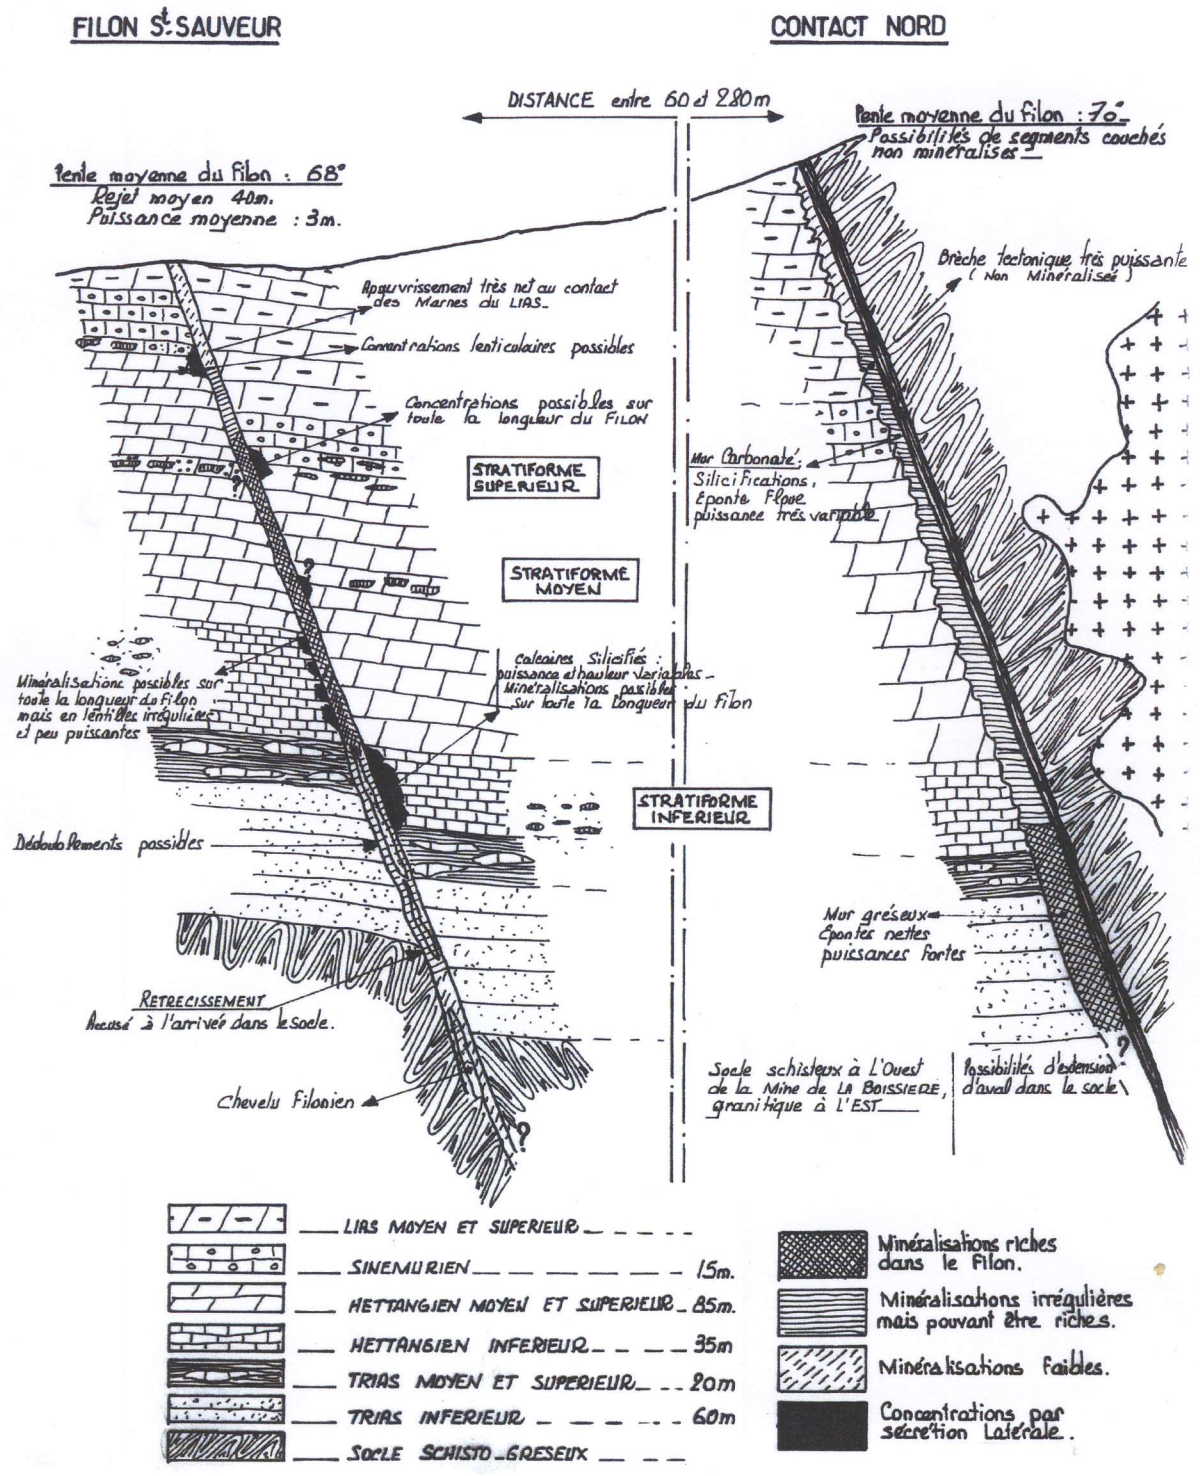 FILON St. SAUVEUR
CONTACT NORD
DISTANCE entre 60 et 280m
Pente moyenne du filon : 70°
Possibilités de segments couchés
non minéralises
Pente moyenne du filon : 68°
Rejet moyen 40m.
Puissance moyenne : 3m.
Brèche tectonique très puissante
( Non Minéralisée )
Appauvrissement très net au contact
des Marnes du LIAS
Concentrations lenticulaires possibles
Concentrations possibles sur
toute la longueur du FILON
STRATIFORME
SUPERIEUR
Mur Carbonaté:
Silicifications,
Eponte Floue
puissance très variable
?
STRATIFORME
MOYEN
?
Calcaires Silicifiés :
puissance et hauteur variables
Minéralisations possibles
sur toute la longueur du filon
Minéralisations possibles sur
toute la longueur du filon
mais en lentilles irrégulières
et peu puissantes
STRATIFORME
INFERIEUR
Dédoublements possibles
Mur gréseux
Epontes nettes
puissances fortes
RETRECISSEMENT
Accusé à l'arrivée dans le socle.
?
Socle schisteux à L'Ouest
de la Mine de LA BOISSIERE,
granitique à L'EST
Possibilités d'extension
d'aval dans le socle
Chevelu Filonien
?
LIAS MOYEN ET SUPERIEUR
SINEMURIEN 15m.
HETTANGIEN MOYEN ET SUPERIEUR 85m.
HETTANGIEN INFERIEUR 35m
TRIAS MOYEN ET SUPERIEUR 20m
TRIAS INFERIEUR 60m
SOCLE SCHISTO-GRESEUX
Minéralisations riches
dans le filon.
Minéralisations irrégulières
mais pouvant être riches.
Minéralisations faibles.
Concentrations par
sécrétion Latérale.